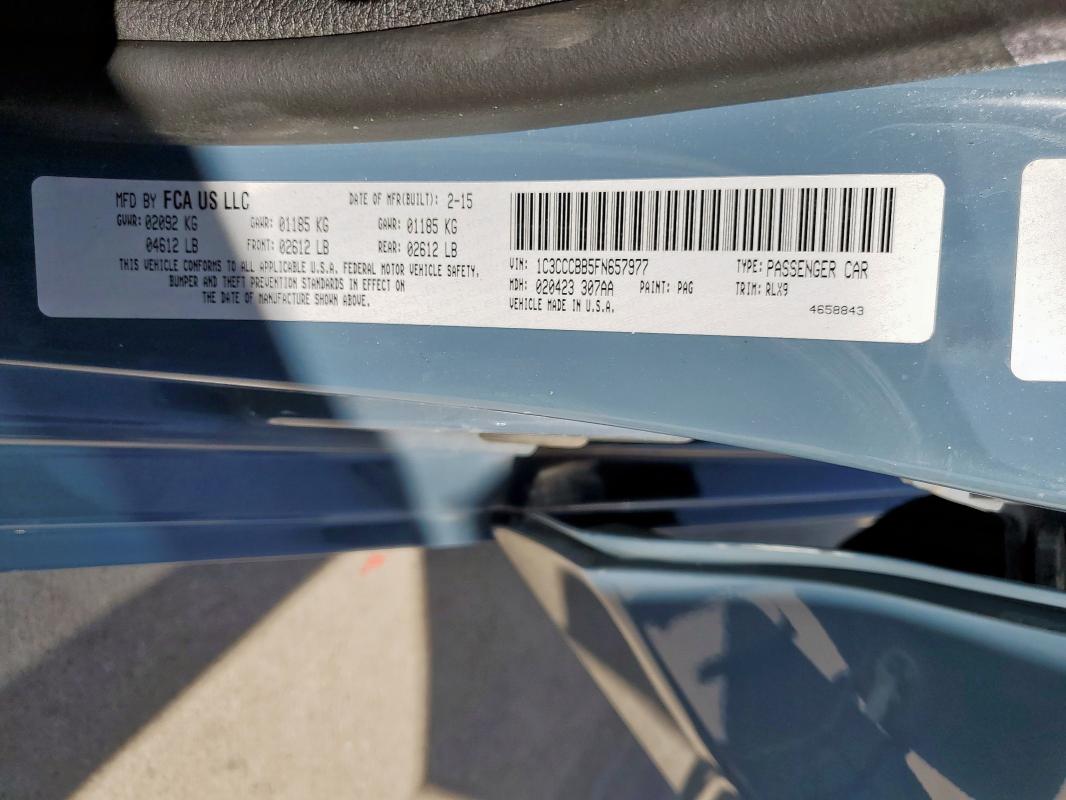 MFD BY FCA US LLC DATE OF MFR(BUILT): 2-15
GVWR: 02092 KG GAWR: 01185 KG GAWR: 01185 KG
04612 LB FRONT: 02612 LB REAR: 02612 LB
THIS VEHICLE CONFORMS TO ALL APPLICABLE U.S.A. FEDERAL MOTOR VEHICLE SAFETY,
BUMPER AND THEFT PREVENTION STANDARDS IN EFFECT ON
THE DATE OF MANUFACTURE SHOWN ABOVE.
VIN: 1C3CCCBB5FN657977 TYPE: PASSENGER CAR
MDH: 020423 307AA PAINT: PAG TRIM: RLX9
VEHICLE MADE IN U.S.A. 4658843